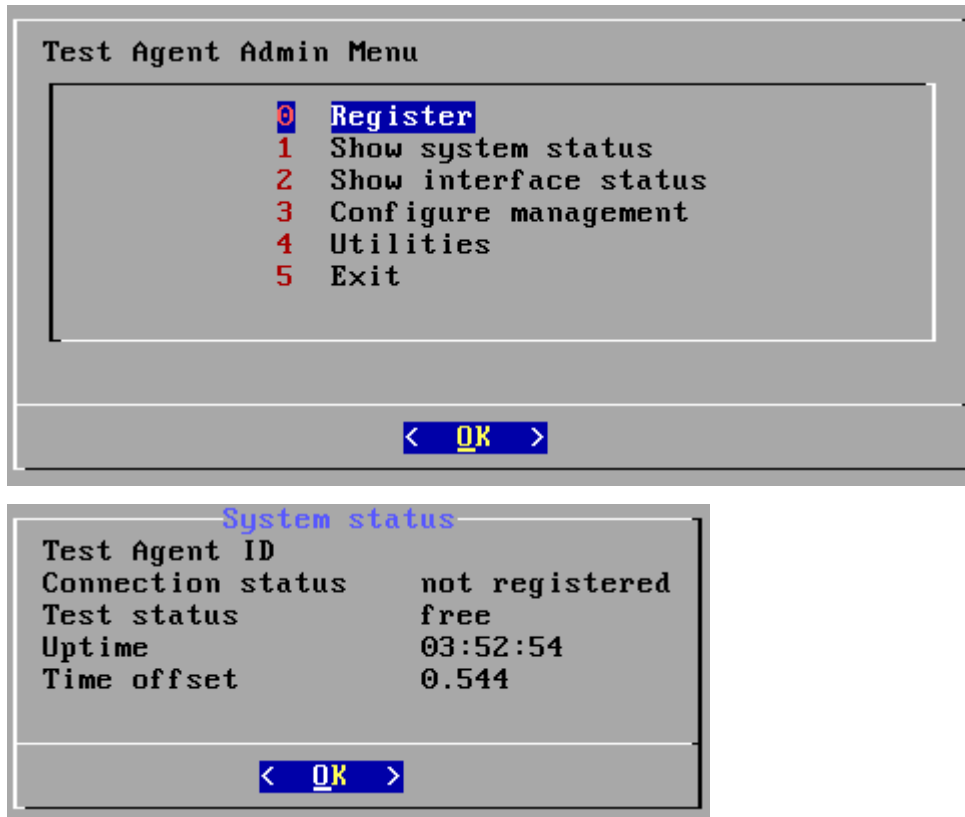 Test Agent Admin Menu
0 Register
1 Show system status
2 Show interface status
3 Configure management
4 Utilities
5 Exit
< OK >
System status
Test Agent ID
Connection status not registered
Test status free
Uptime 03:52:54
Time offset 0.544
< OK >